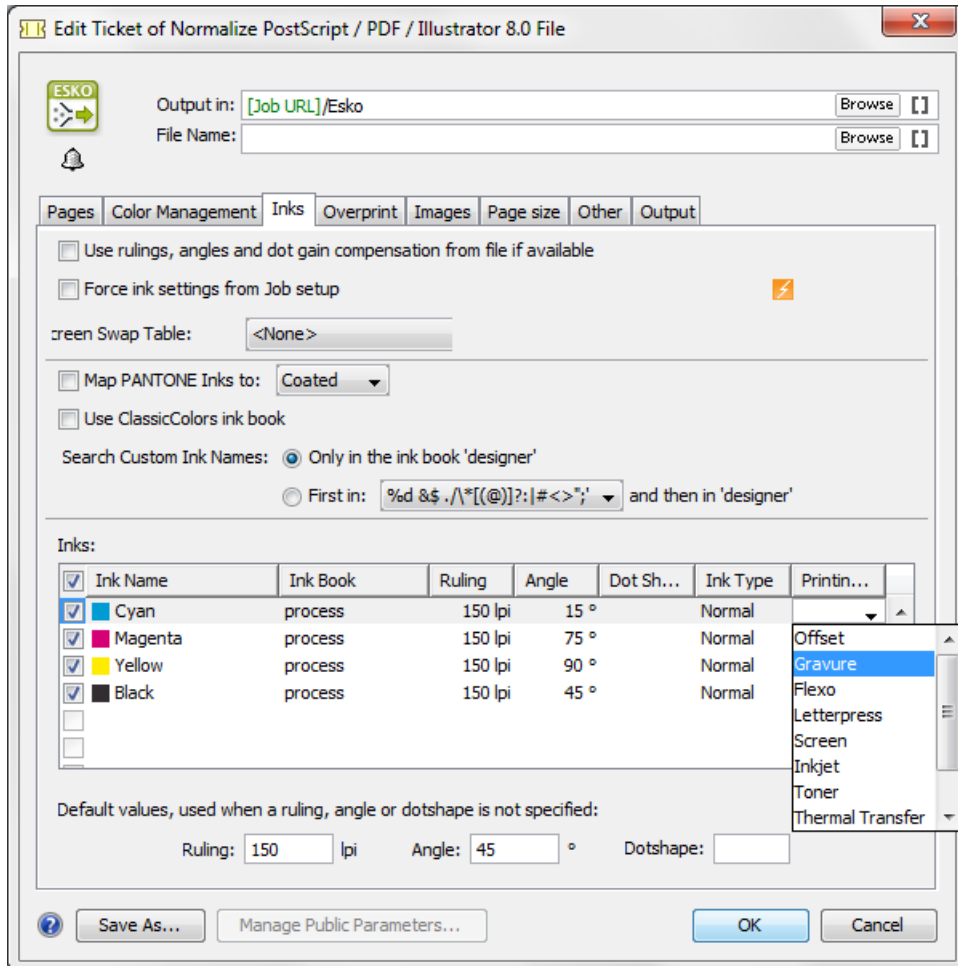 Edit Ticket of Normalize PostScript / PDF / Illustrator 8.0 File
ESKO
Output in: [Job URL]/Esko Browse []
File Name: Browse []
Pages Color Management Inks Overprint Images Page size Other Output
Use rulings, angles and dot gain compensation from file if available
Force ink settings from Job setup
creen Swap Table: <None>
Map PANTONE Inks to: Coated
Use ClassicColors ink book
Search Custom Ink Names: Only in the ink book 'designer'
First in: %d &$ ./\*[(@)]?:|#<>";' and then in 'designer'
Inks:
Ink Name Ink Book Ruling Angle Dot Sh... Ink Type Printin...
Cyan process 150 lpi 15 ° Normal
Magenta process 150 lpi 75 ° Normal Offset
Yellow process 150 lpi 90 ° Normal Gravure
Black process 150 lpi 45 ° Normal Flexo
Letterpress
Screen
Inkjet
Toner
Thermal Transfer
Default values, used when a ruling, angle or dotshape is not specified:
Ruling: 150 lpi Angle: 45 ° Dotshape:
? Save As... Manage Public Parameters... OK Cancel